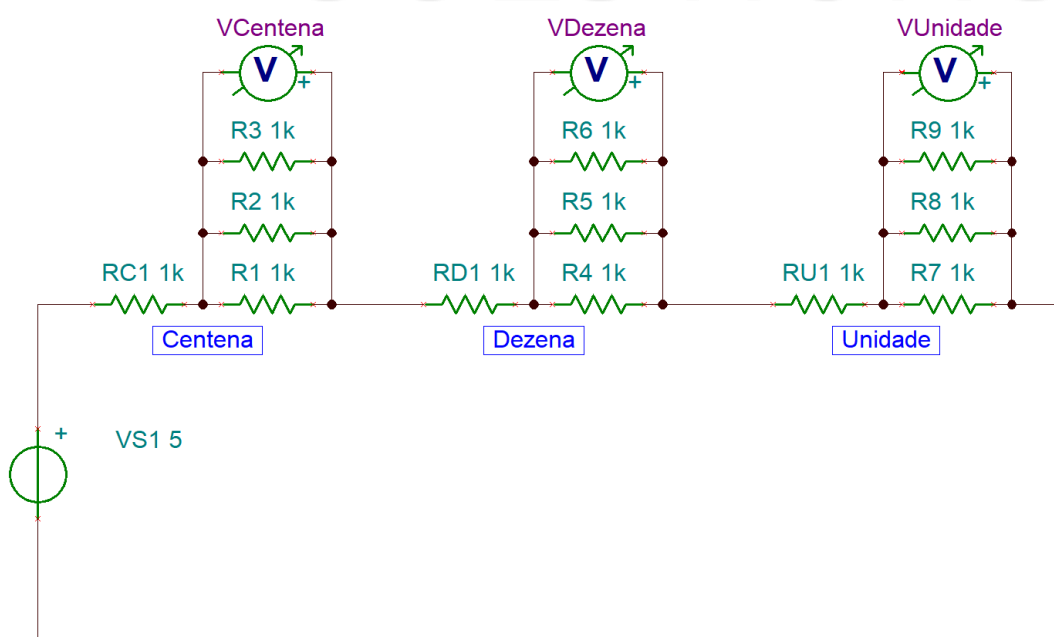 VCentena VDezena VUnidade
V V V
+ + +
R3 1k R6 1k R9 1k
R2 1k R5 1k R8 1k
RC1 1k R1 1k RD1 1k R4 1k RU1 1k R7 1k
Centena Dezena Unidade
+ VS1 5